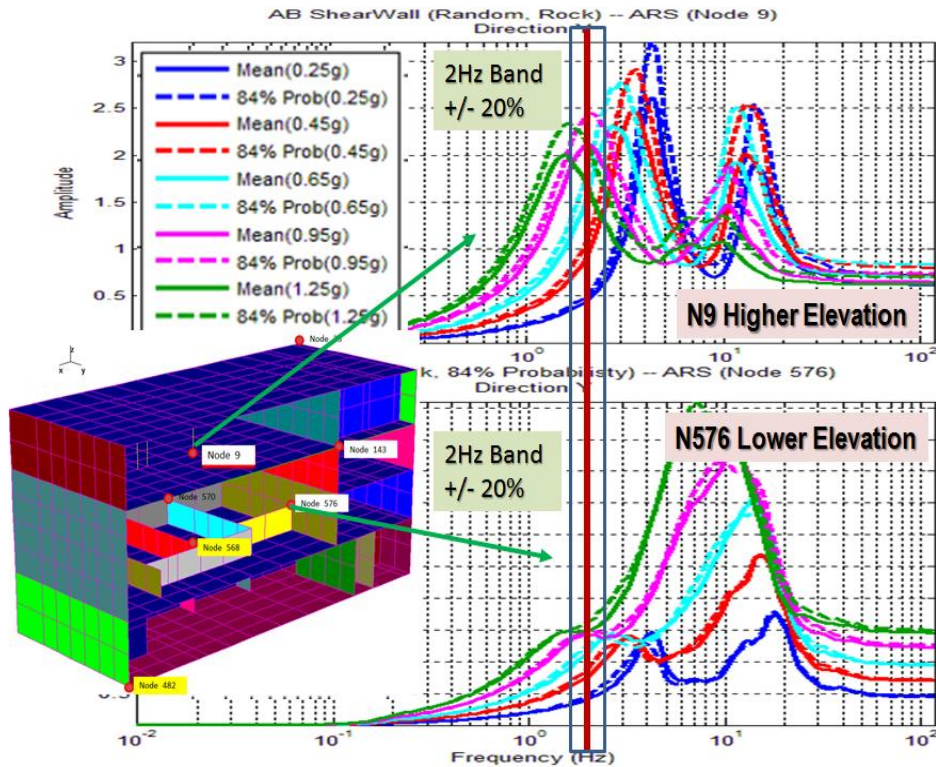 AB ShearWall (Random, Rock) -- ARS (Node 9)
Direction
3
2.5
2
1.5
1
0.5
Amplitude
Mean(0.25g)
84% Prob(0.25g)
Mean(0.45g)
84% Prob(0.45g)
Mean(0.65g)
84% Prob(0.65g)
Mean(0.95g)
84% Prob(0.95g)
Mean(1.25g)
84% Prob(1.25g)
2Hz Band
+/- 20%
N9 Higher Elevation
10⁰
10¹
10²
k, 84% Probabilisty) -- ARS (Node 576)
Direction Y
z
x y
Node 9
Node 143
Node 570
Node 576
Node 568
Node 482
2Hz Band
+/- 20%
N576 Lower Elevation
10⁻²
10⁻¹
10⁰
10¹
10²
Frequency (Hz)